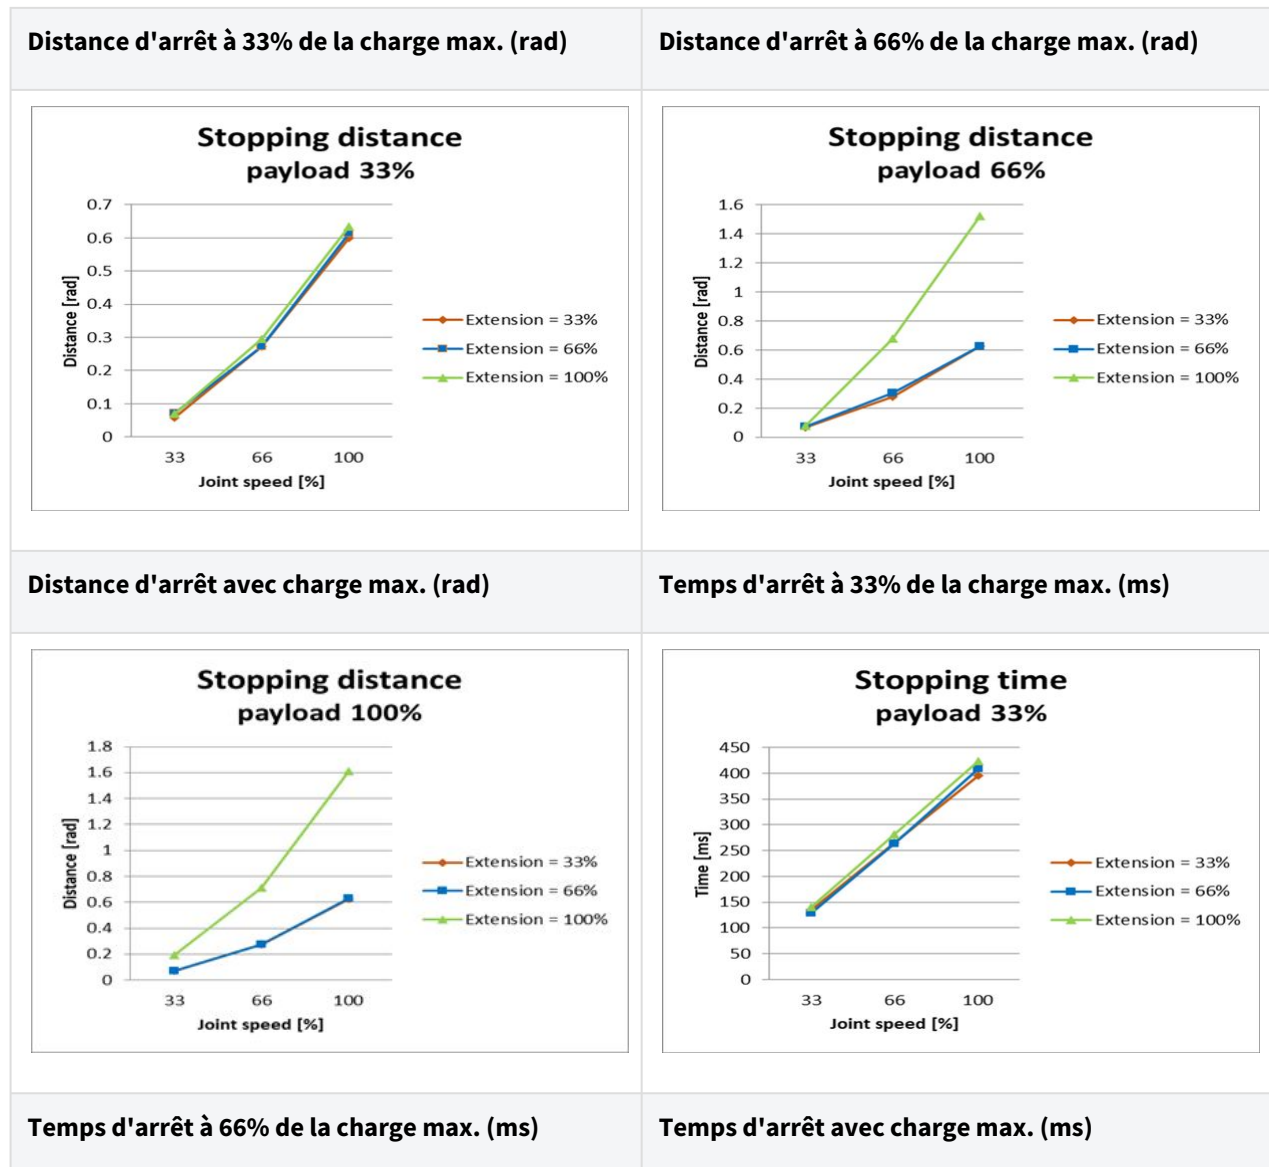 Distance d'arrêt à 33% de la charge max. (rad)
Distance d'arrêt à 66% de la charge max. (rad)
Stopping distance
payload 33%
0.7
0.6
0.5
0.4
0.3
0.2
0.1
0
Distance [rad]
33 66 100
Joint speed [%]
Extension = 33%
Extension = 66%
Extension = 100%
Stopping distance
payload 66%
1.6
1.4
1.2
1
0.8
0.6
0.4
0.2
0
Distance [rad]
33 66 100
Joint speed [%]
Extension = 33%
Extension = 66%
Extension = 100%
Distance d'arrêt avec charge max. (rad)
Temps d'arrêt à 33% de la charge max. (ms)
Stopping distance
payload 100%
1.8
1.6
1.4
1.2
1
0.8
0.6
0.4
0.2
0
Distance [rad]
33 66 100
Joint speed [%]
Extension = 33%
Extension = 66%
Extension = 100%
Stopping time
payload 33%
450
400
350
300
250
200
150
100
50
0
Time [ms]
33 66 100
Joint speed [%]
Extension = 33%
Extension = 66%
Extension = 100%
Temps d'arrêt à 66% de la charge max. (ms)
Temps d'arrêt avec charge max. (ms)